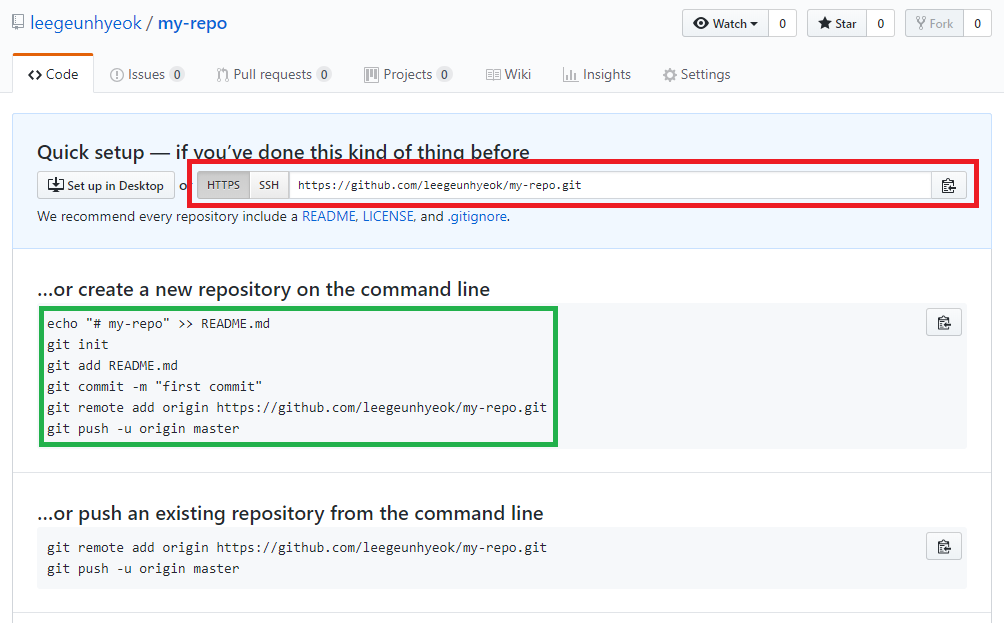 leegeunhyeok / my-repo
Watch 0 Star 0 Fork 0
Code Issues 0 Pull requests 0 Projects 0 Wiki Insights Settings
Quick setup — if you've done this kind of thing before
Set up in Desktop or HTTPS SSH https://github.com/leegeunhyeok/my-repo.git
We recommend every repository include a README, LICENSE, and .gitignore.
…or create a new repository on the command line
echo "# my-repo" >> README.md
git init
git add README.md
git commit -m "first commit"
git remote add origin https://github.com/leegeunhyeok/my-repo.git
git push -u origin master
…or push an existing repository from the command line
git remote add origin https://github.com/leegeunhyeok/my-repo.git
git push -u origin master